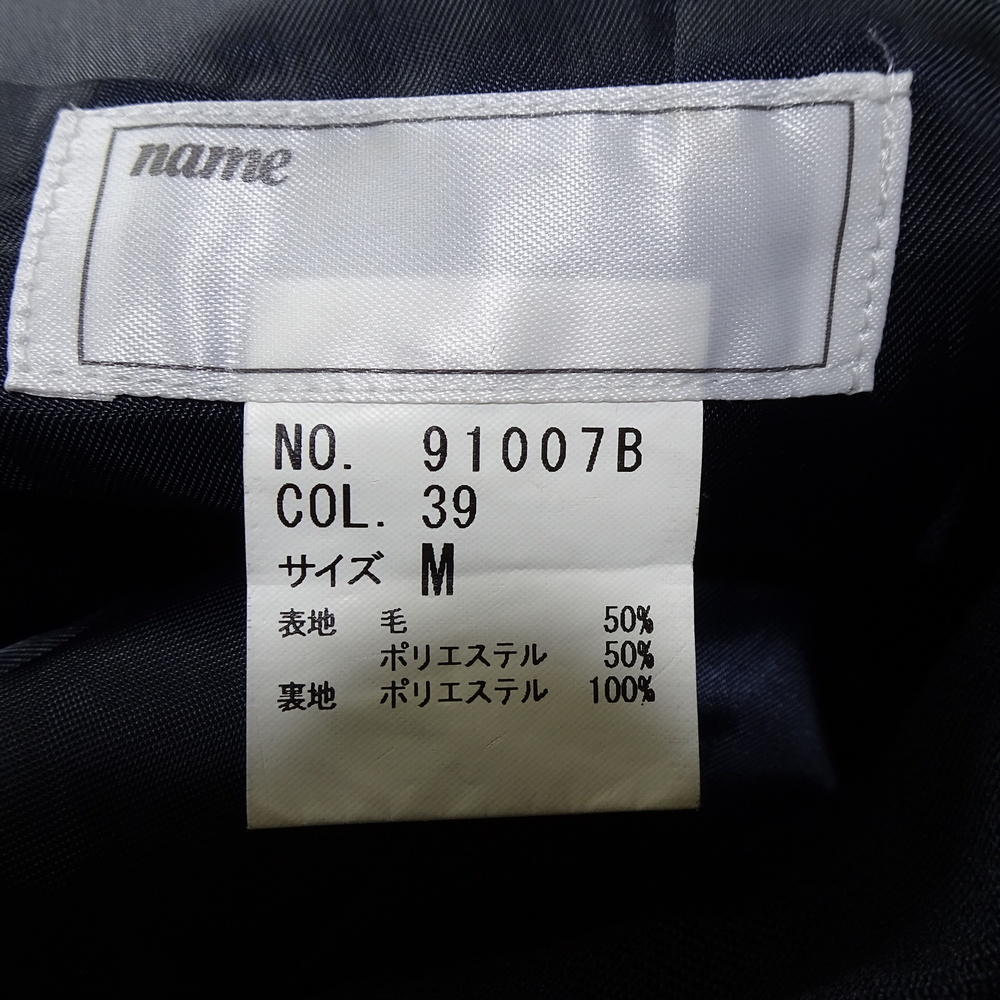 name
NO. 91007B
COL. 39
サイズ M
表地 毛 50%
ポリエステル 50%
裏地 ポリエステル 100%